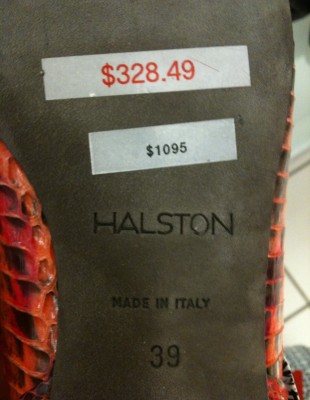 $328.49
$1095
HALSTON
MADE IN ITALY
39